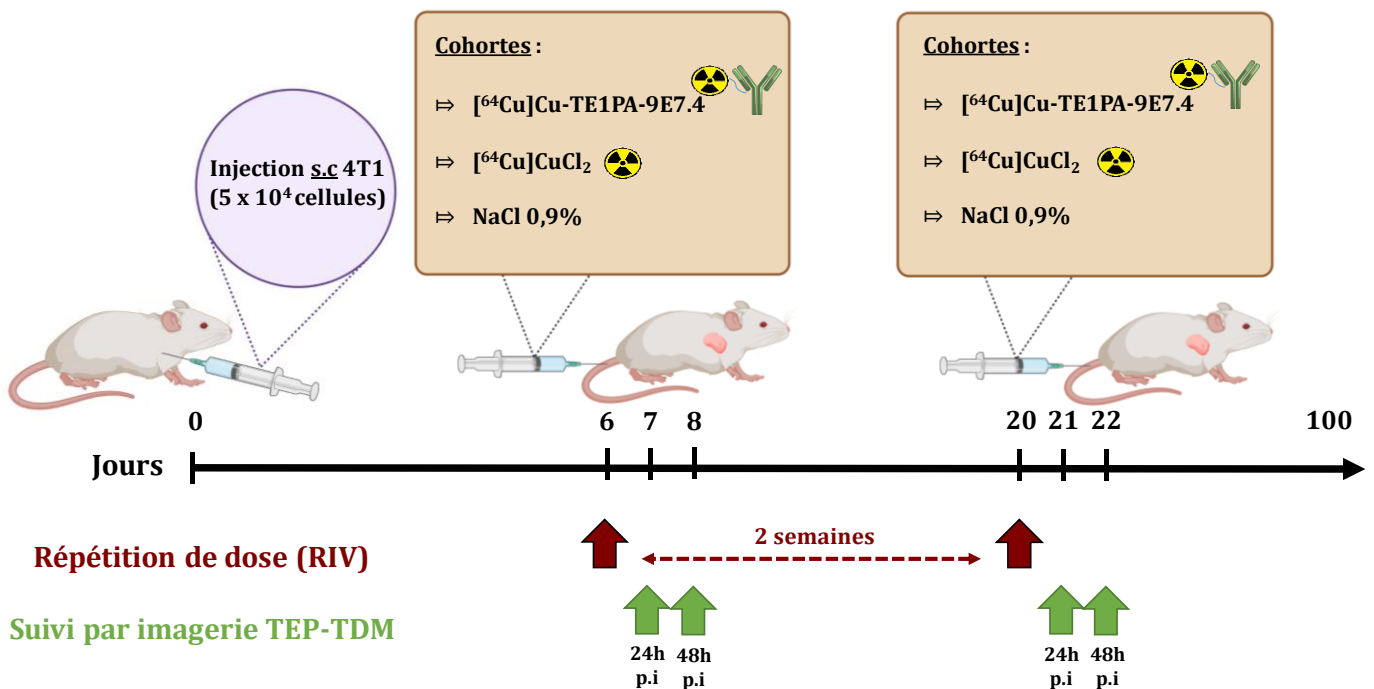 Injection s.c 4T1
(5 x 10⁴ cellules)
Cohortes :
⤇ [⁶⁴Cu]Cu-TE1PA-9E7.4
⤇ [⁶⁴Cu]CuCl₂
⤇ NaCl 0,9%
Cohortes :
⤇ [⁶⁴Cu]Cu-TE1PA-9E7.4
⤇ [⁶⁴Cu]CuCl₂
⤇ NaCl 0,9%
0 6 7 8 20 21 22 100
Jours
Répétition de dose (RIV)
2 semaines
Suivi par imagerie TEP-TDM
24h 48h 24h 48h
p.i p.i p.i p.i